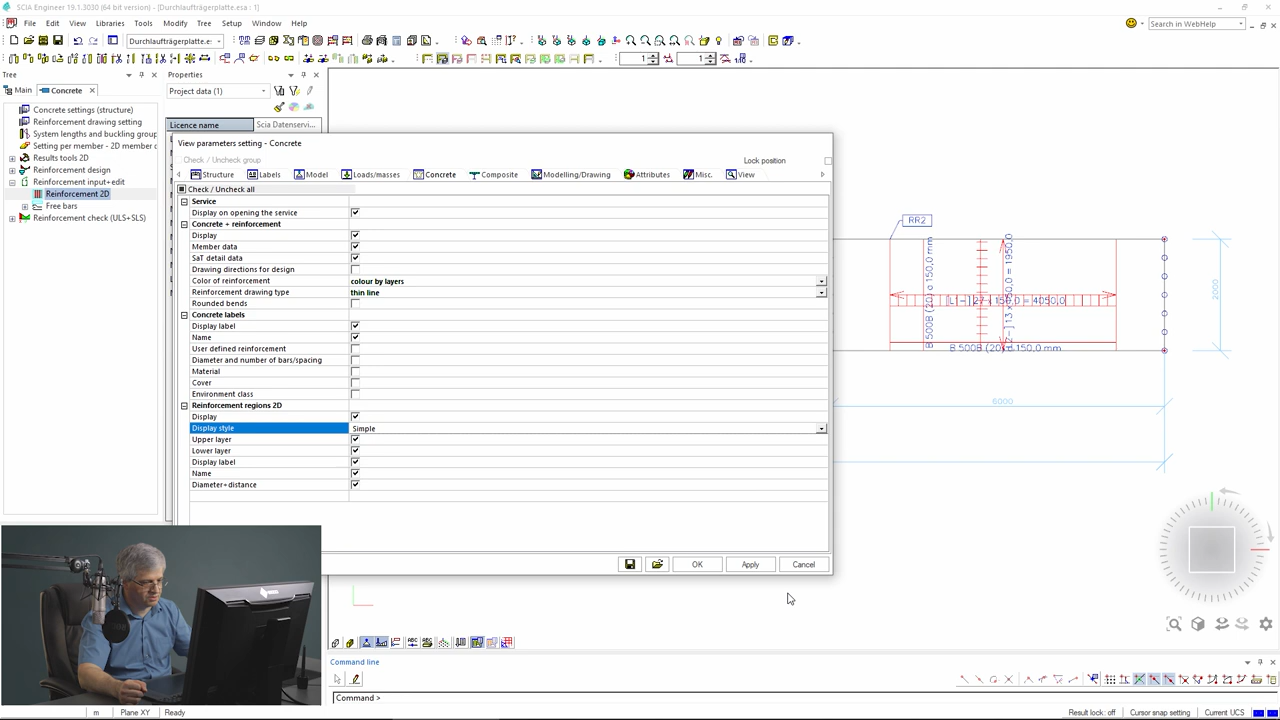 SCIA Engineer 19.1.3030 (64 bit version) - [Durchlaufträgerplatte.esa : 1]
File Edit View Libraries Tools Modify Tree Setup Window Help
Search in WebHelp
Durchlaufträgerplatte.e:
1 1
Tree
Properties
Main Concrete
Project data (1)
Concrete settings (structure)
Reinforcement drawing setting
System lengths and buckling group
Setting per member - 2D member
Results tools 2D
Reinforcement design
Reinforcement input+edit
Reinforcement 2D
Free bars
Reinforcement check (ULS+SLS)
Licence name Scia Datenservi...
View parameters setting - Concrete
Check / Uncheck group
Lock position
Structure Labels Model Loads/masses Concrete Composite Modelling/Drawing Attributes Misc. View
Check / Uncheck all
Service
Display on opening the service
Concrete + reinforcement
Display
Member data
SaT detail data
Drawing directions for design
Color of reinforcement colour by layers
Reinforcement drawing type thin line
Rounded bends
Concrete labels
Display label
Name
User defined reinforcement
Diameter and number of bars/spacing
Material
Cover
Environment class
Reinforcement regions 2D
Display
Display style Simple
Upper layer
Lower layer
Display label
Name
Diameter+distance
OK Apply Cancel
RR2
B 500B (20) a 150,0 mm
2000
6000
Command line
Command >
m Plane XY Ready
Result lock: off Cursor snap setting Current UCS